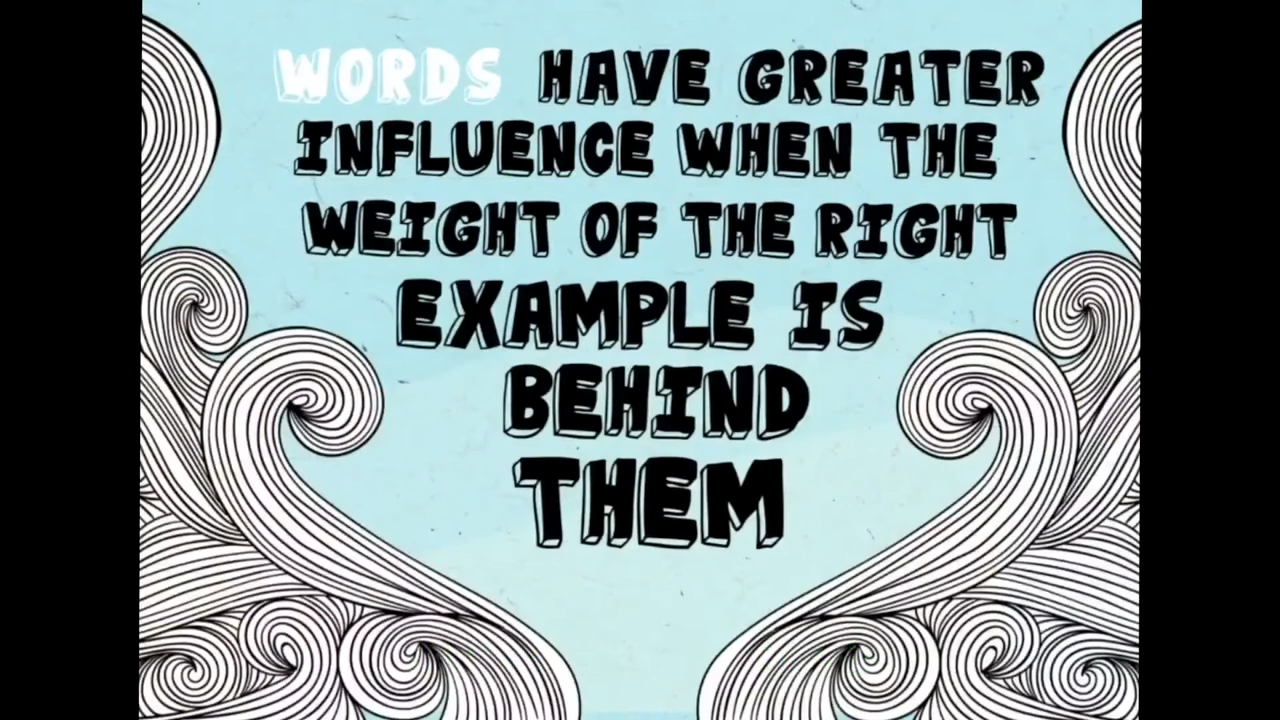 WORDS HAVE GREATER
INFLUENCE WHEN THE
WEIGHT OF THE RIGHT
EXAMPLE IS
BEHIND
THEM